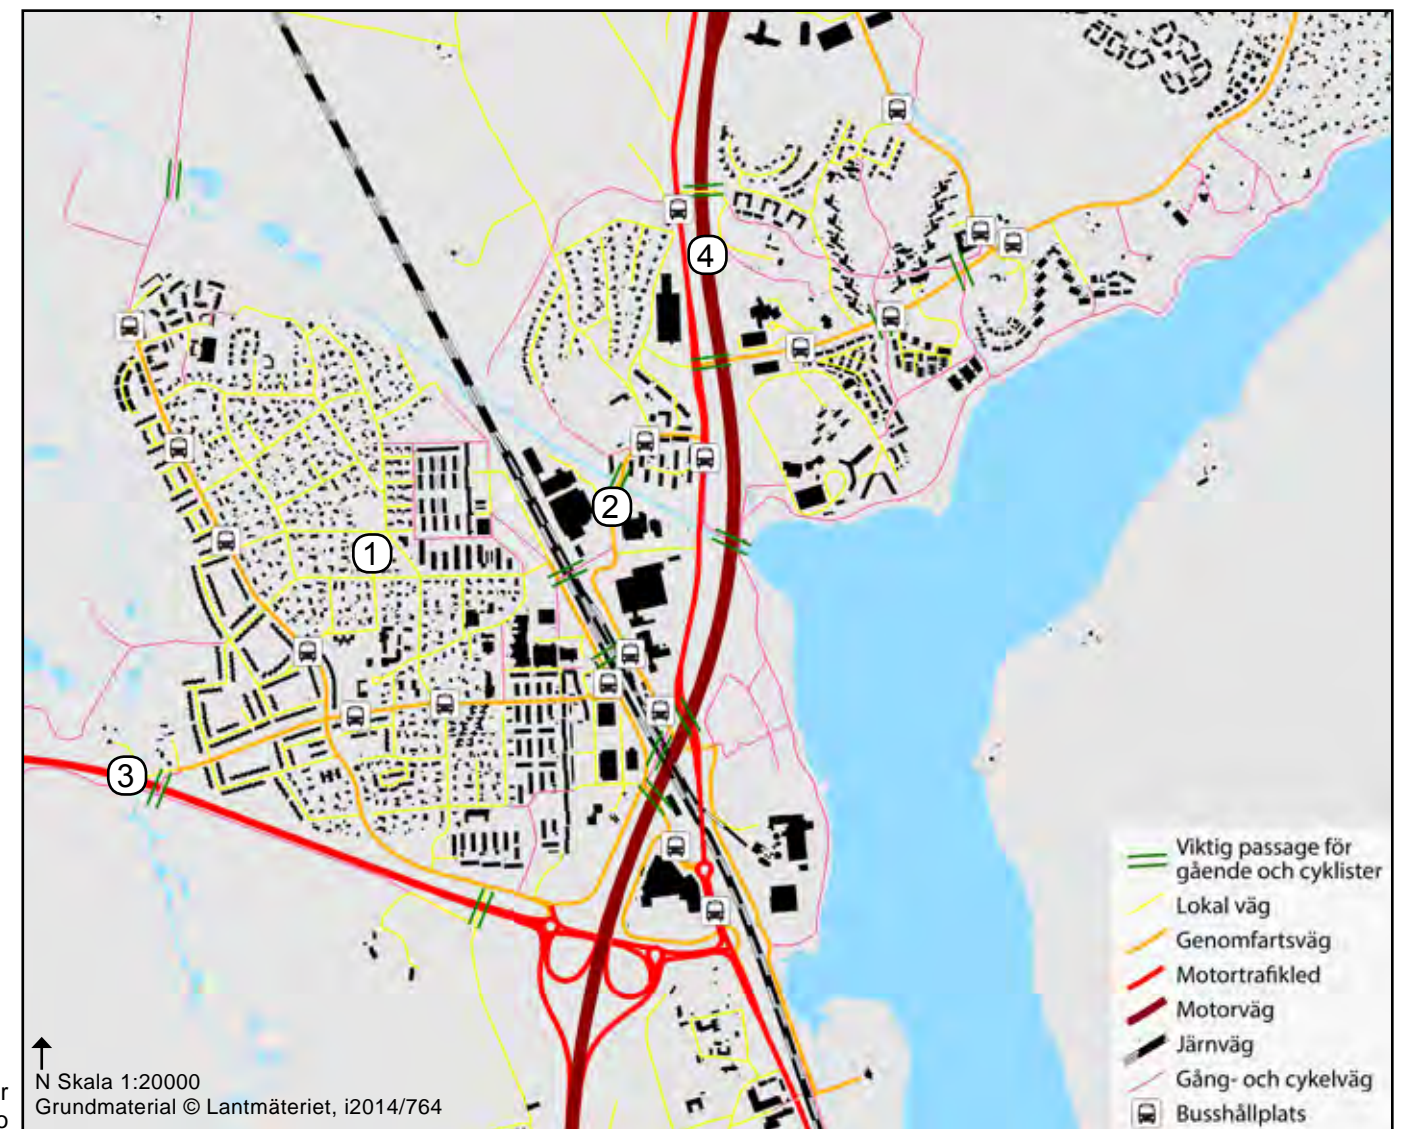 4
2
1
3
Viktig passage för
gående och cyklister
Lokal väg
Genomfartsväg
Motortrafikled
Motorväg
Järnväg
Gång- och cykelväg
Busshållplats
N Skala 1:20000
Grundmaterial © Lantmäteriet, i2014/764
r
o